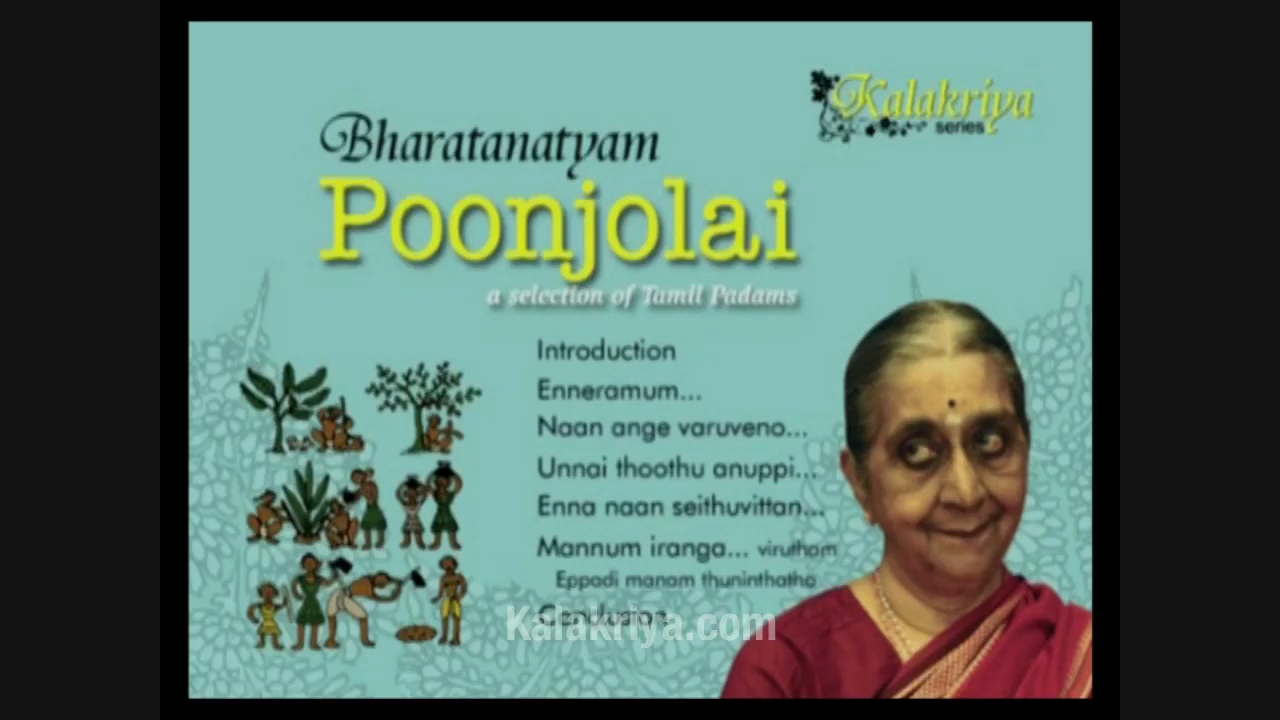 Kalakriya
series
Bharatanatyam
Poonjolai
a selection of Tamil Padams
Introduction
Enneramum...
Naan ange varuveno...
Unnai thoothu anuppi...
Enna naan seithuvittan...
Mannum iranga... virutham
Eppadi manam thuninthatho
Conclusion
Kalakriya.com